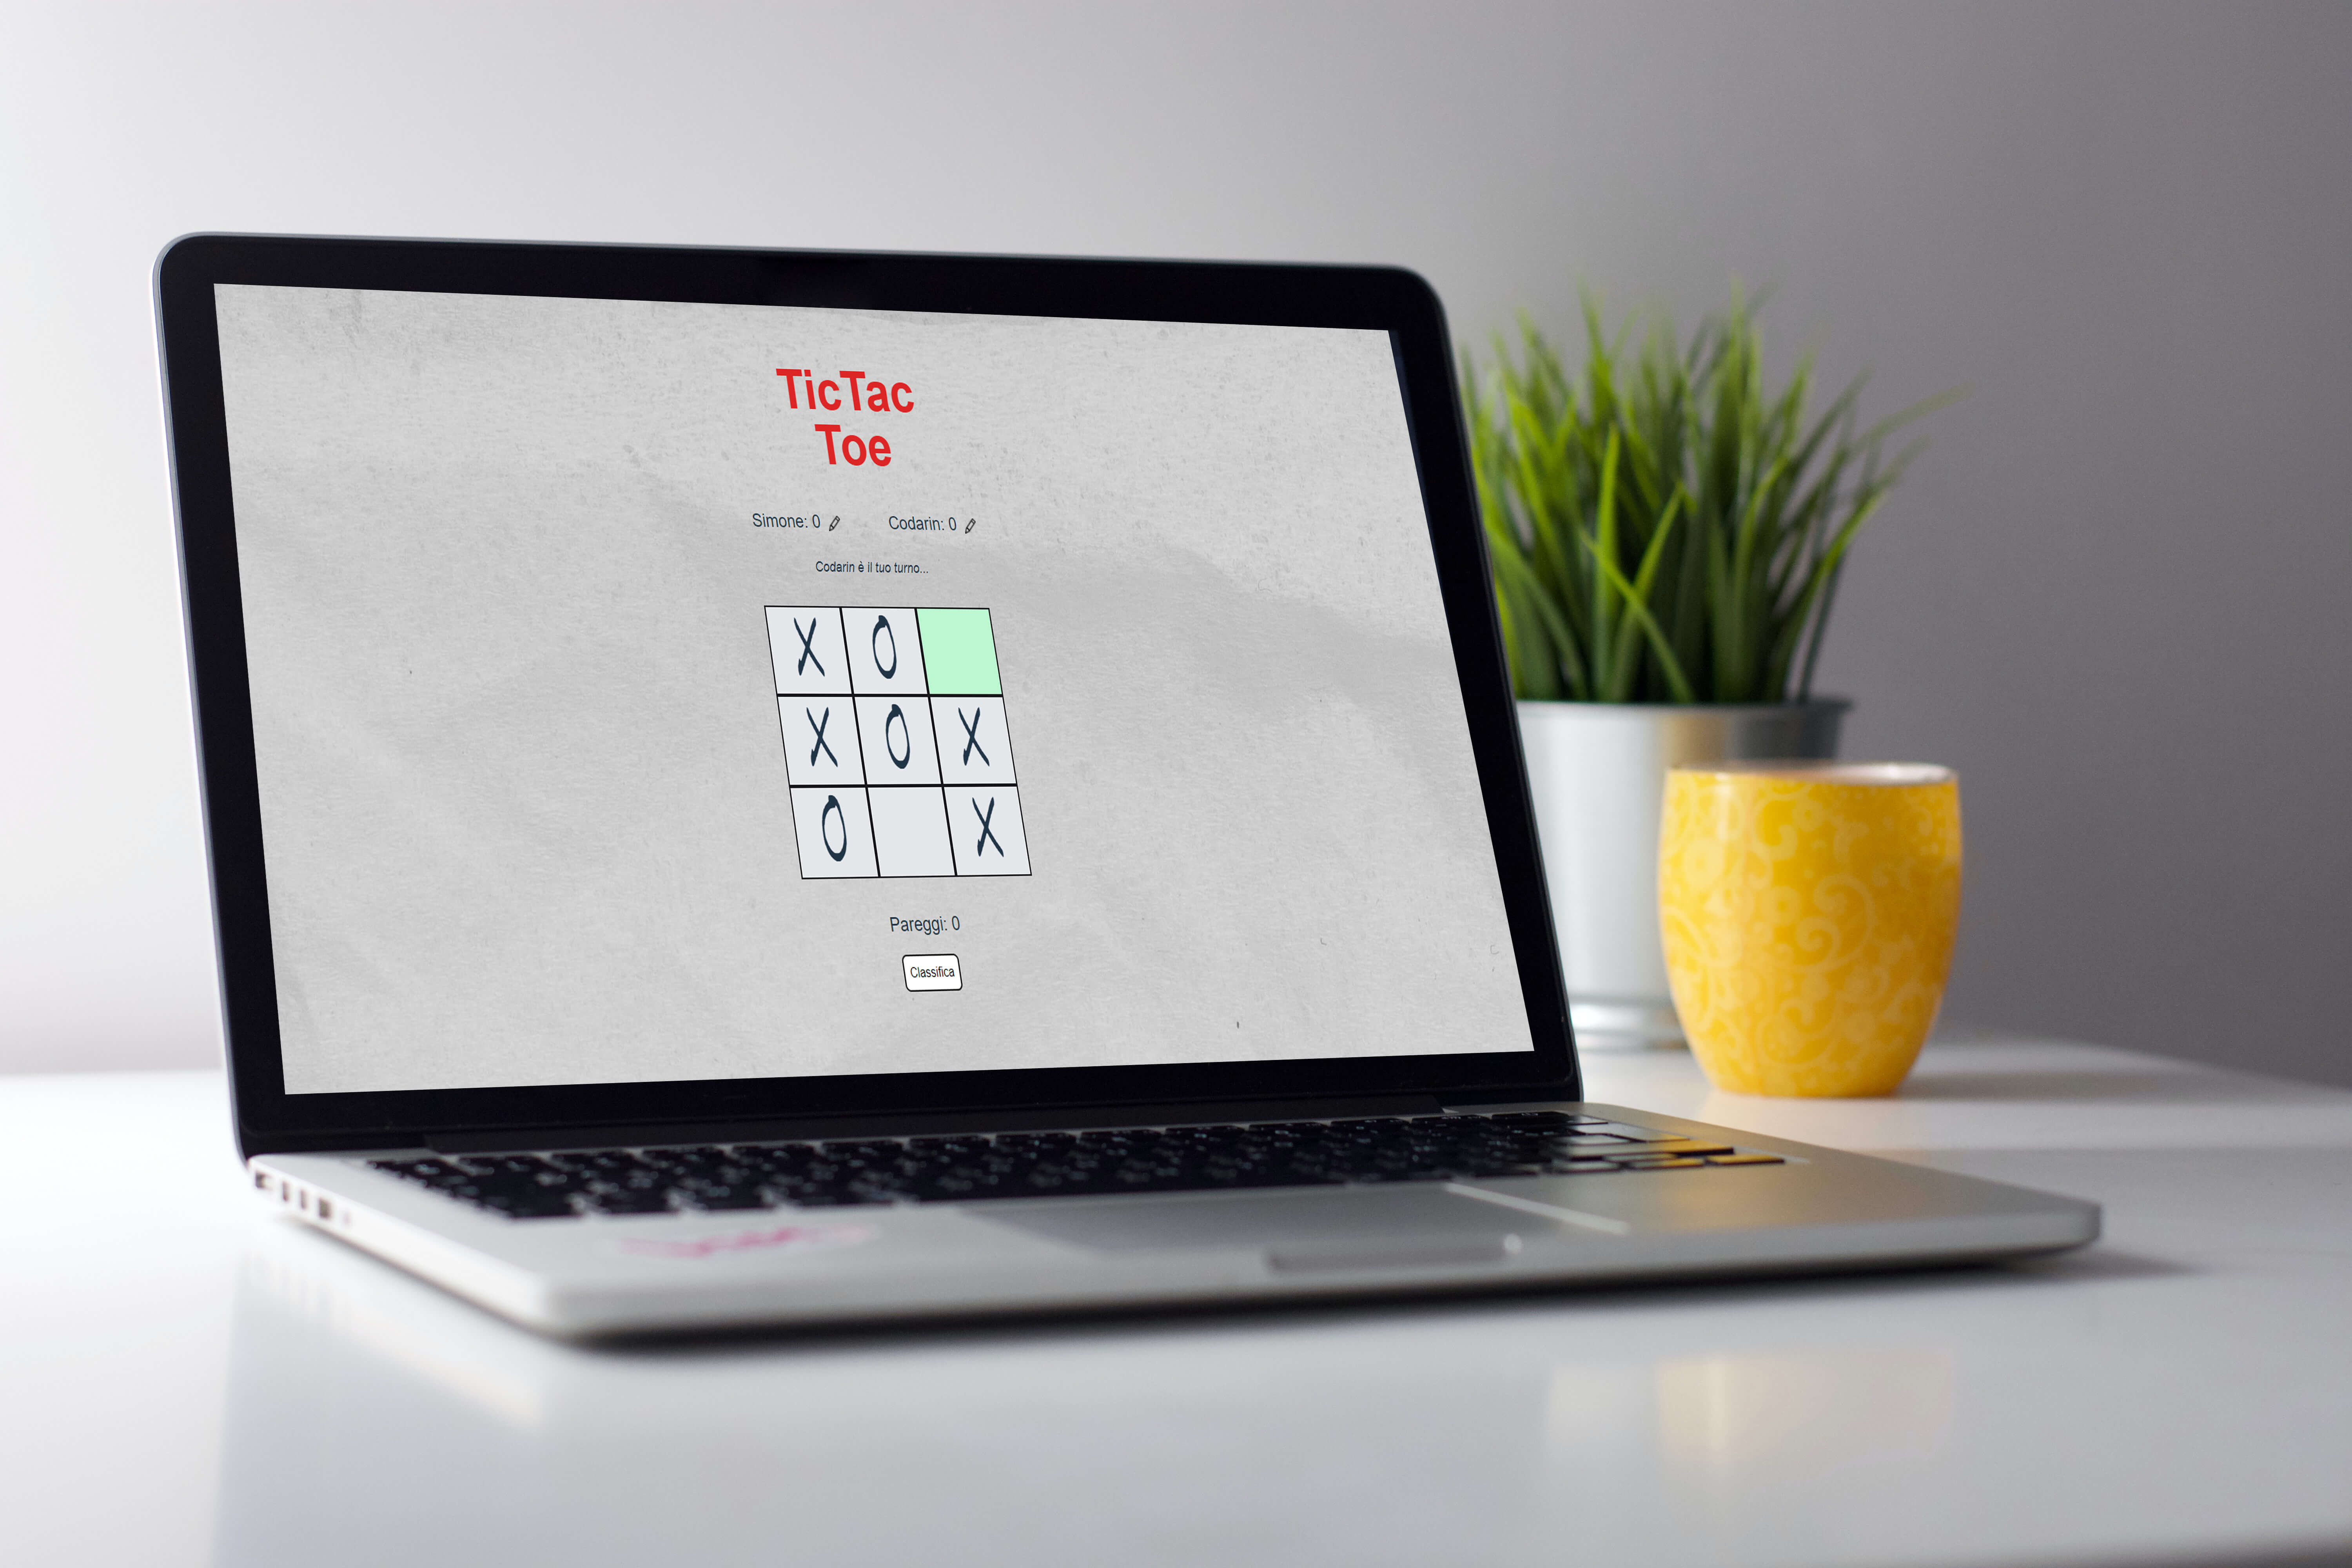 TicTac
Toe
Simone: 0 Codarin: 0
Codarin è il tuo turno...
X O
X O X
O X
Pareggi: 0
Classifica